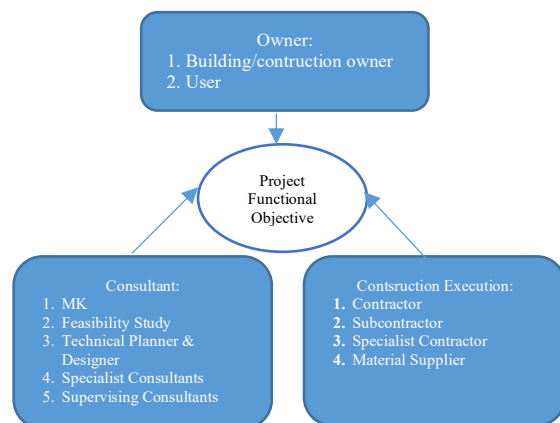 Owner:
1. Building/contruction owner
2. User
Project
Functional
Objective
Consultant:
1. MK
2. Feasibility Study
3. Technical Planner &
Designer
4. Specialist Consultants
5. Supervising Consultants
Contsruction Execution:
1. Contractor
2. Subcontractor
3. Specialist Contractor
4. Material Supplier